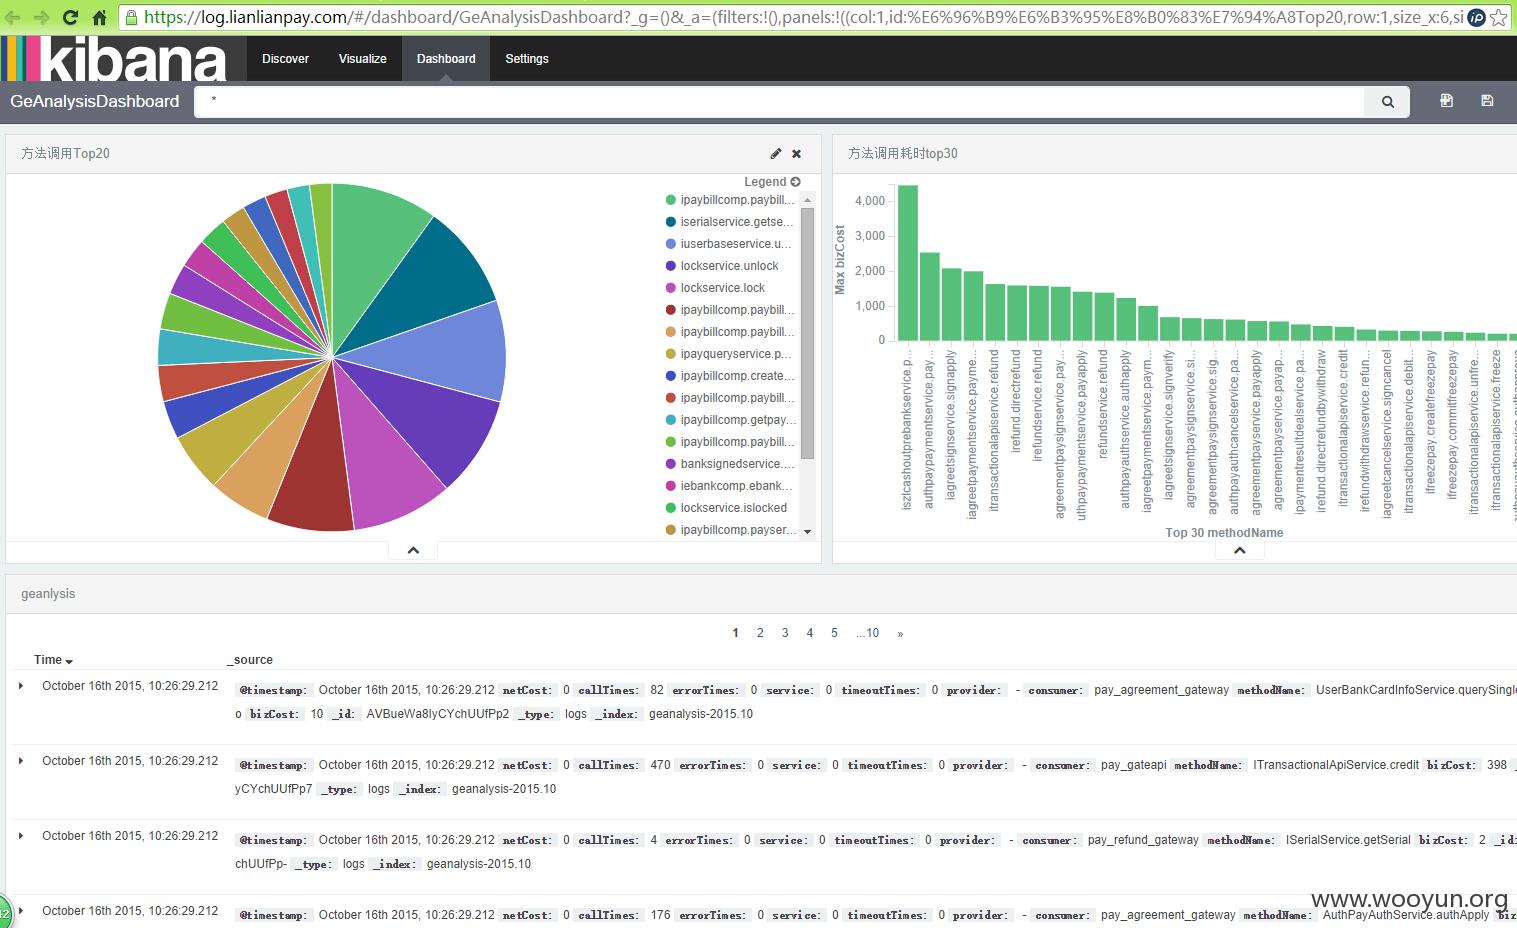 https://log.lianlianpay.com/#/dashboard/GeAnalysisDashboard?_g=()&_a=(filters:!(),panels:!((col:1,id:%E6%96%B9%E6%B3%95%E8%B0%83%E7%94%A8Top20,row:1,size_x:6,si
kibana Discover Visualize Dashboard Settings
GeAnalysisDashboard *
方法调用Top20
Legend
ipaybillcomp.paybill...
iserialservice.getse...
iuserbaseservice.u...
lockservice.unlock
lockservice.lock
ipaybillcomp.paybill...
ipaybillcomp.paybill...
ipayqueryservice.p...
ipaybillcomp.create...
ipaybillcomp.paybill...
ipaybillcomp.getpay...
ipaybillcomp.paybill...
banksignedservice....
iebankcomp.ebank...
lockservice.islocked
ipaybillcomp.payser...
方法调用耗时top30
Max bizCost
4,000
3,000
2,000
1,000
0
iszlcashoutprebankservice.p...
authpaypaymentservice.pay...
iagreetsignservice.signapply
iagreetpaymentservice.payme...
itransactionalapiservice.refund
irefund.directrefund
irefundservice.refund
agreementpaysignservice.pay...
uthpaypaymentservice.payapply
refundservice.refund
authpayauthservice.authapply
iagreetpaymentservice.paym...
iagreetsignservice.signverify
agreementpaysignservice.si...
agreementpaysignservice.sig...
authpayauthcancelservice.pa...
agreementpayservice.payapply
agreementpayservice.payap...
ipaymentresultdealservice.pa...
irefund.directrefundbywithdraw
itransactionalapiservice.credit
irefundwithdrawservice.refun...
iagreetcancelservice.signcancel
itransactionalapiservice.debit...
ifreezepay.createfreezepay
ifreezepay.commitfreezepay
itransactionalapiservice.unfre...
itransactionalapiservice.freeze
Top 30 methodName
geanlysis
1 2 3 4 5 ...10 »
Time _source
October 16th 2015, 10:26:29.212 @timestamp: October 16th 2015, 10:26:29.212 netCost: 0 callTimes: 82 errorTimes: 0 service: 0 timeoutTimes: 0 provider: - consumer: pay_agreement_gateway methodName: UserBankCardInfoService.querySingle
o bizCost: 10 _id: AVBueWa8lyCYchUUfPp2 _type: logs _index: geanalysis-2015.10
October 16th 2015, 10:26:29.212 @timestamp: October 16th 2015, 10:26:29.212 netCost: 0 callTimes: 470 errorTimes: 0 service: 0 timeoutTimes: 0 provider: - consumer: pay_gateapi methodName: ITransactionalApiService.credit bizCost: 398
yCYchUUfPp7 _type: logs _index: geanalysis-2015.10
October 16th 2015, 10:26:29.212 @timestamp: October 16th 2015, 10:26:29.212 netCost: 0 callTimes: 4 errorTimes: 0 service: 0 timeoutTimes: 0 provider: - consumer: pay_refund_gateway methodName: ISerialService.getSerial bizCost: 2 _id:
chUUfPp- _type: logs _index: geanalysis-2015.10
October 16th 2015, 10:26:29.212 @timestamp: October 16th 2015, 10:26:29.212 netCost: 0 callTimes: 176 errorTimes: 0 service: 0 timeoutTimes: 0 provider: - consumer: pay_agreement_gateway methodName: AuthPayAuthService.authApply biz
www.wooyun.org